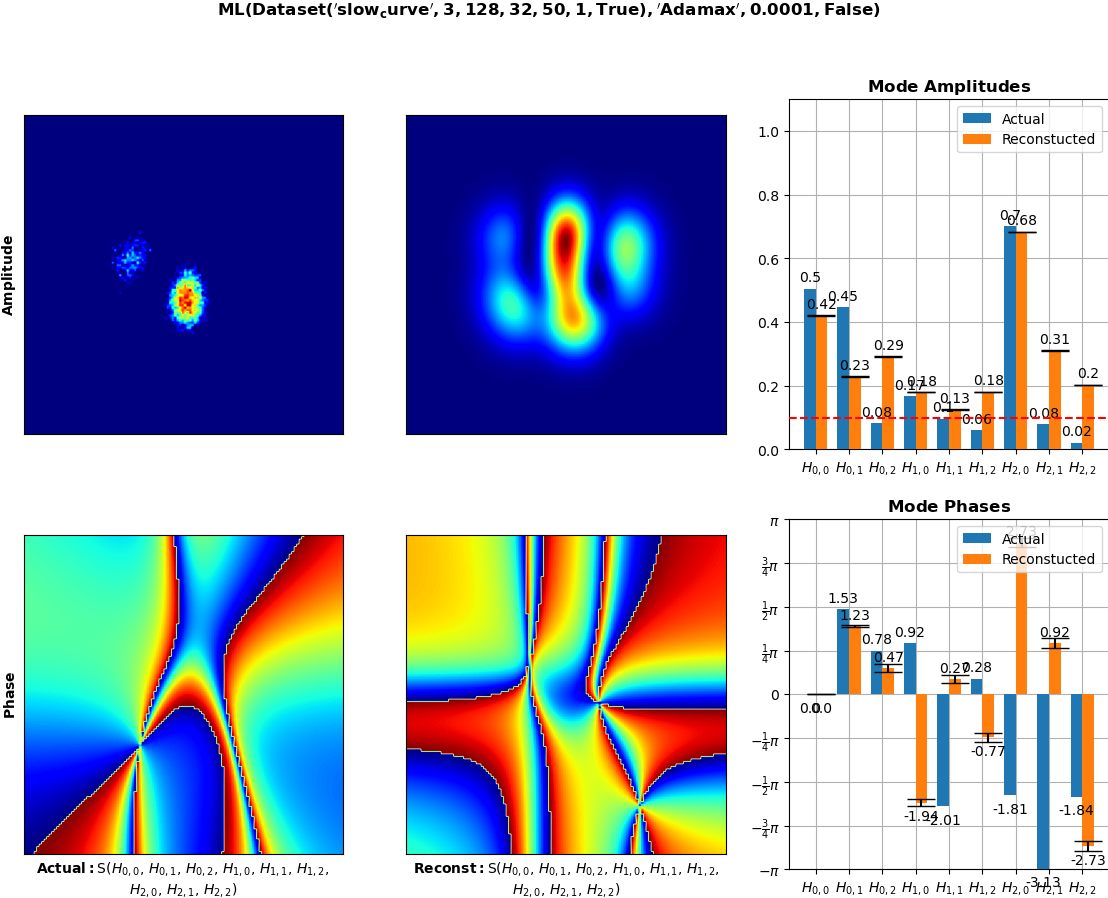 ML(Dataset('slow_curve', 3, 128, 32, 50, 1, True), 'Adamax', 0.0001, False)
Amplitude
Mode Amplitudes
Actual
Reconstucted
1.0
0.8
0.6
0.4
0.2
0.0
0.5
0.42
0.45
0.23
0.08
0.29
0.17
0.18
0.1
0.13
0.06
0.18
0.7
0.68
0.08
0.31
0.02
0.2
H0,0 H0,1 H0,2 H1,0 H1,1 H1,2 H2,0 H2,1 H2,2
Phase
Mode Phases
Actual
Reconstucted
π
3/4π
1/2π
1/4π
0
−1/4π
−1/2π
−3/4π
−π
0.0
0.0
1.53
1.23
0.78
0.47
0.92
-1.94
-2.01
0.27
0.28
-0.77
-1.81
2.73
-3.13
0.92
-1.84
-2.73
H0,0 H0,1 H0,2 H1,0 H1,1 H1,2 H2,0 H2,1 H2,2
Actual: S(H0,0, H0,1, H0,2, H1,0, H1,1, H1,2,
H2,0, H2,1, H2,2)
Reconst: S(H0,0, H0,1, H0,2, H1,0, H1,1, H1,2,
H2,0, H2,1, H2,2)